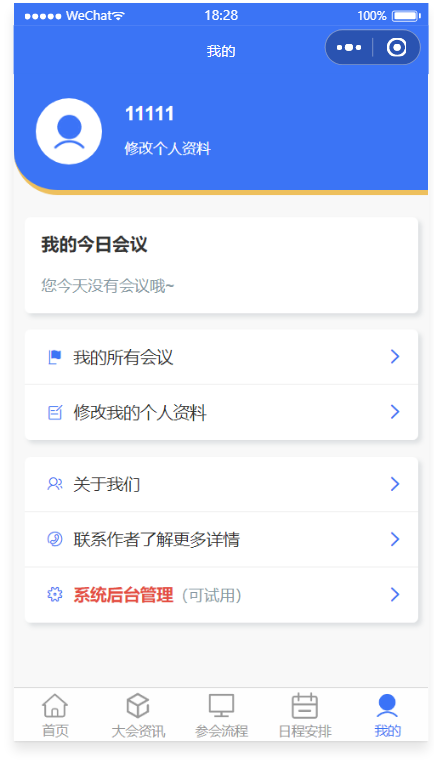 WeChat 18:28 100%
我的
11111
修改个人资料
我的今日会议
您今天没有会议哦~
我的所有会议
修改我的个人资料
关于我们
联系作者了解更多详情
系统后台管理（可试用）
首页 大会资讯 参会流程 日程安排 我的